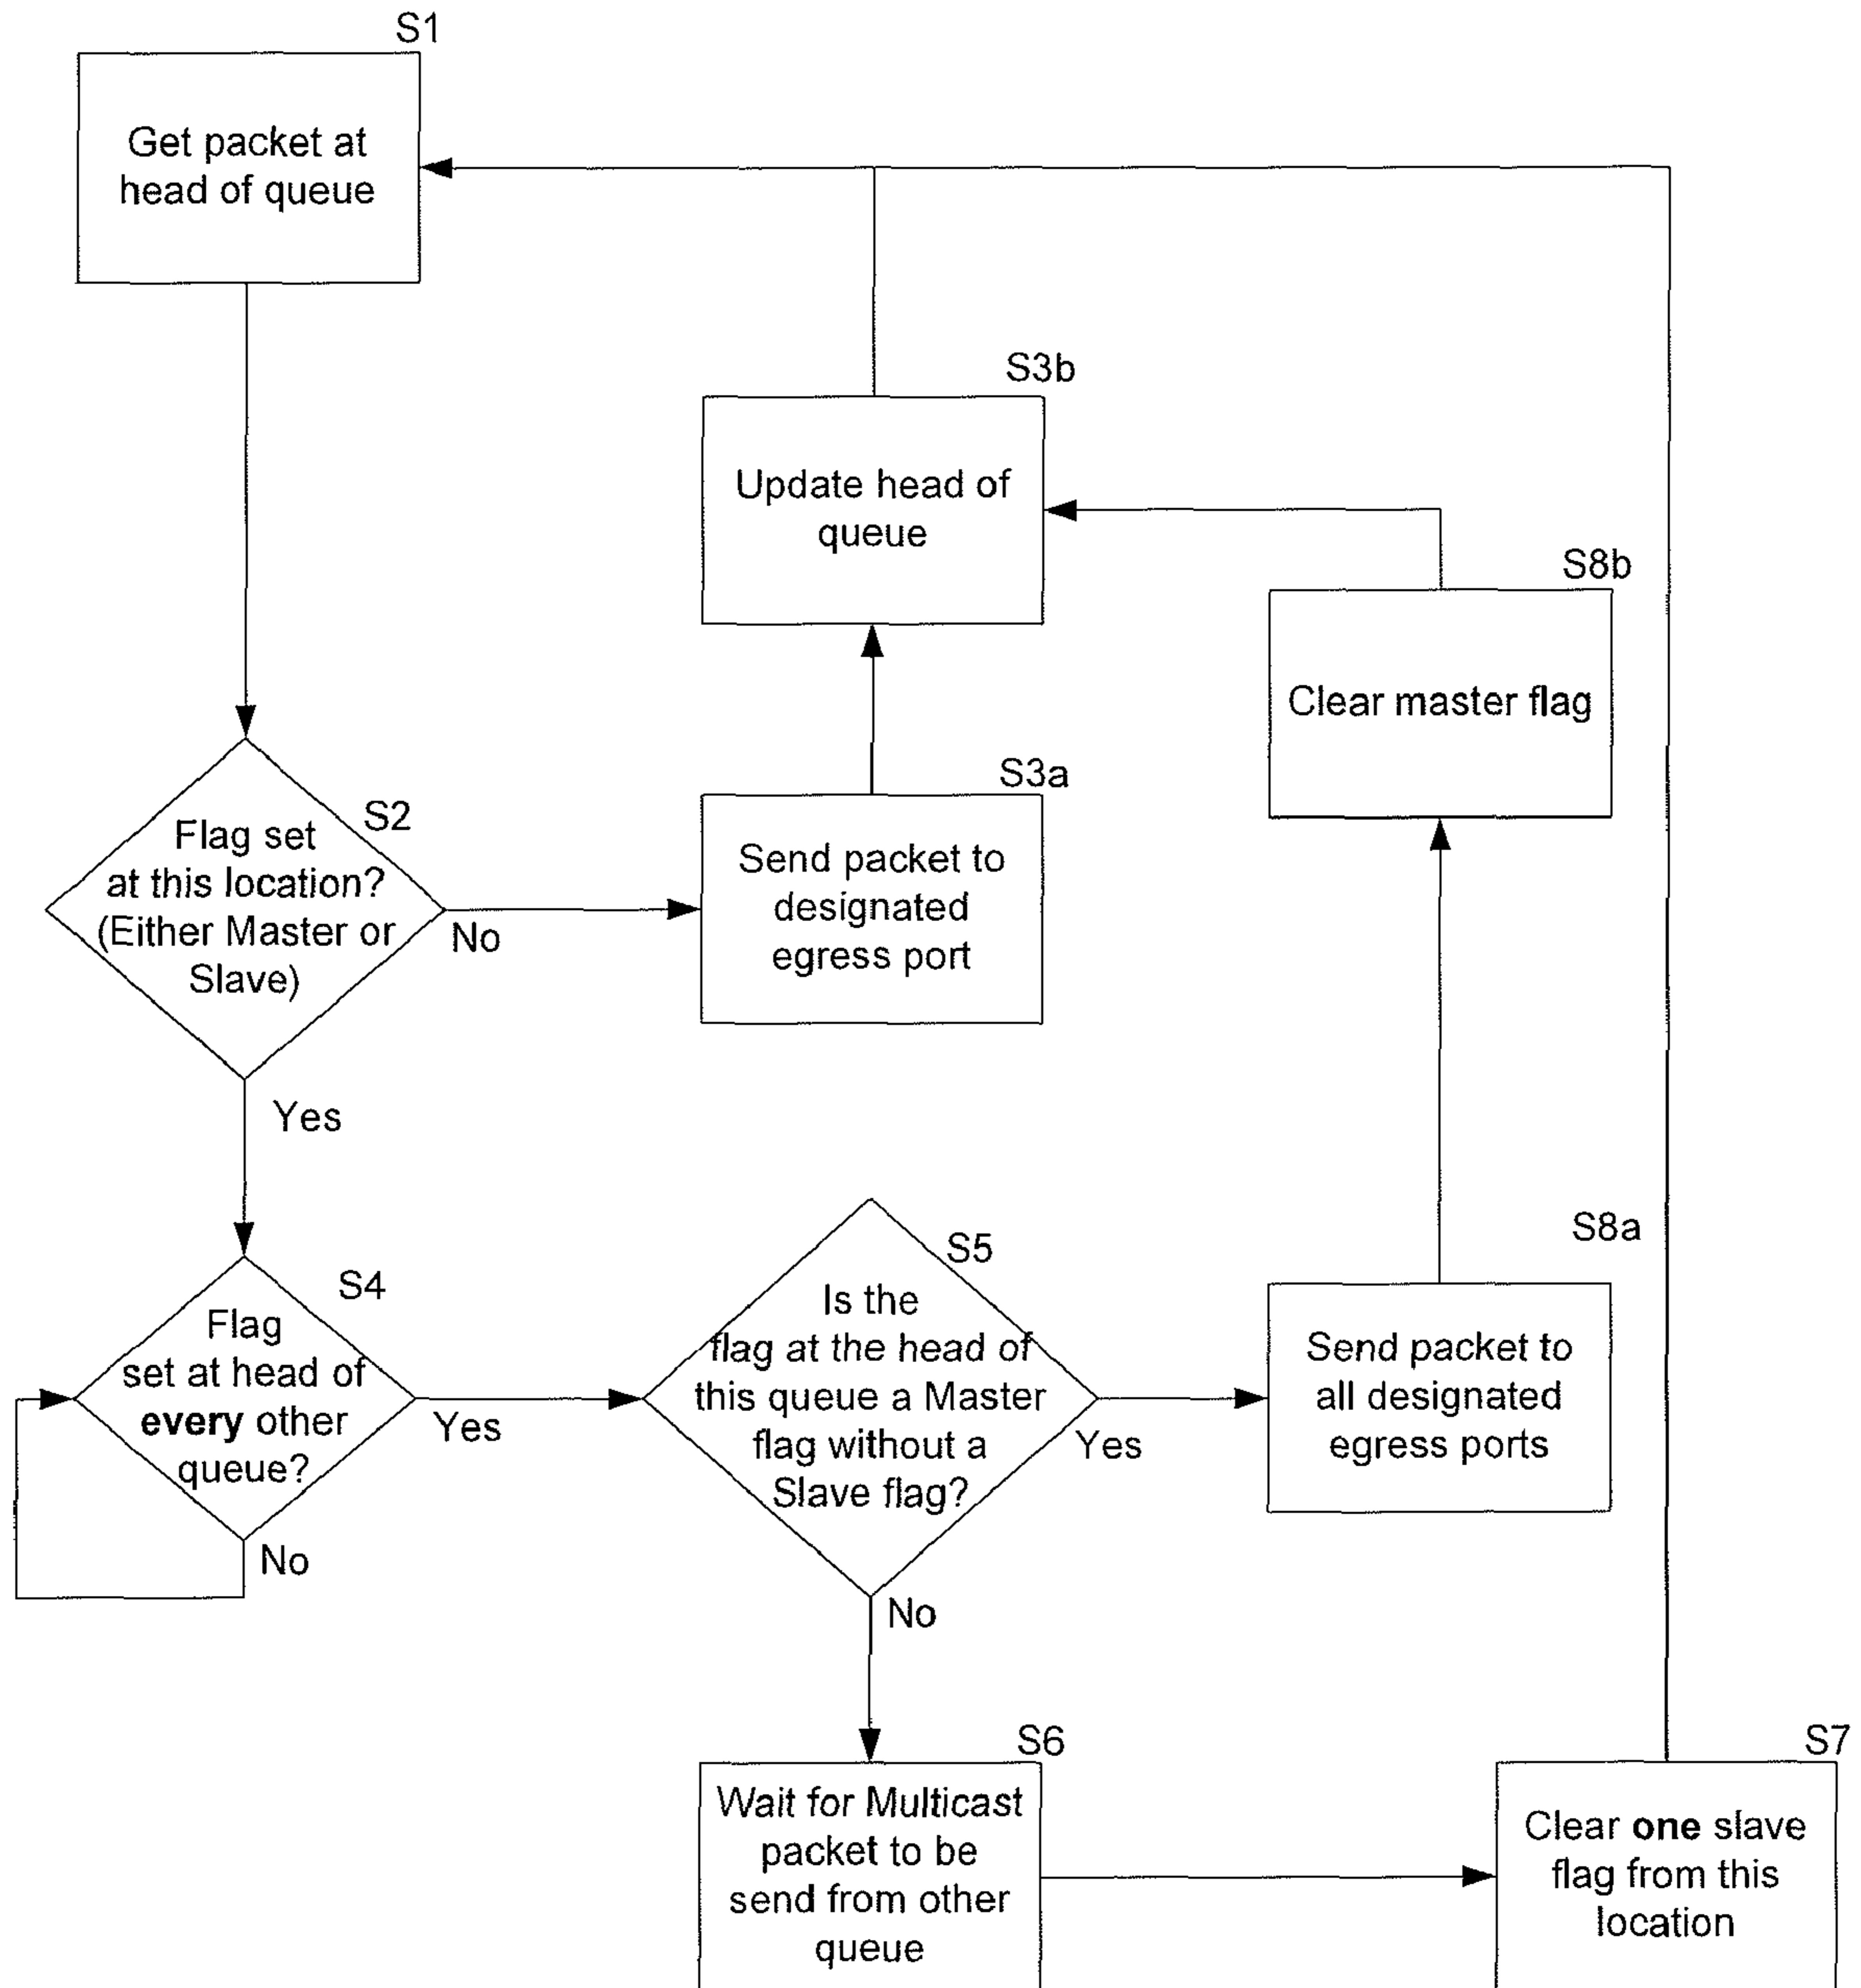 S1
Get packet at
head of queue
S3b
Update head of
queue
S8b
Clear master flag
S2
Flag set
at this location?
(Either Master or
Slave)
No
S3a
Send packet to
designated
egress port
Yes
S4
Flag
set at head of
every other
queue?
Yes
No
S5
Is the
flag at the head of
this queue a Master
flag without a
Slave flag?
Yes
No
S8a
Send packet to
all designated
egress ports
S6
Wait for Multicast
packet to be
send from other
queue
S7
Clear one slave
flag from this
location